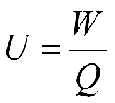 U = W/Q